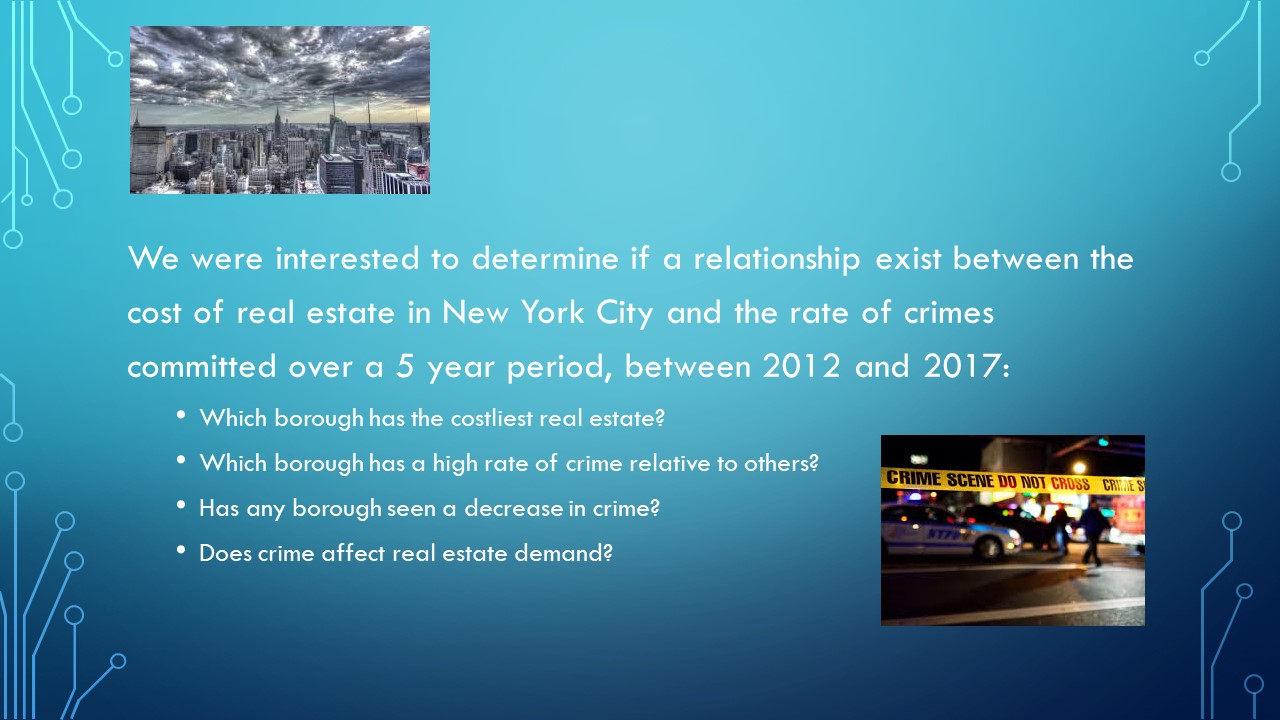 We were interested to determine if a relationship exist between the
cost of real estate in New York City and the rate of crimes
committed over a 5 year period, between 2012 and 2017:
• Which borough has the costliest real estate?
• Which borough has a high rate of crime relative to others?
• Has any borough seen a decrease in crime?
• Does crime affect real estate demand?
CRIME SCENE DO NOT CROSS CRIME S
NYPD